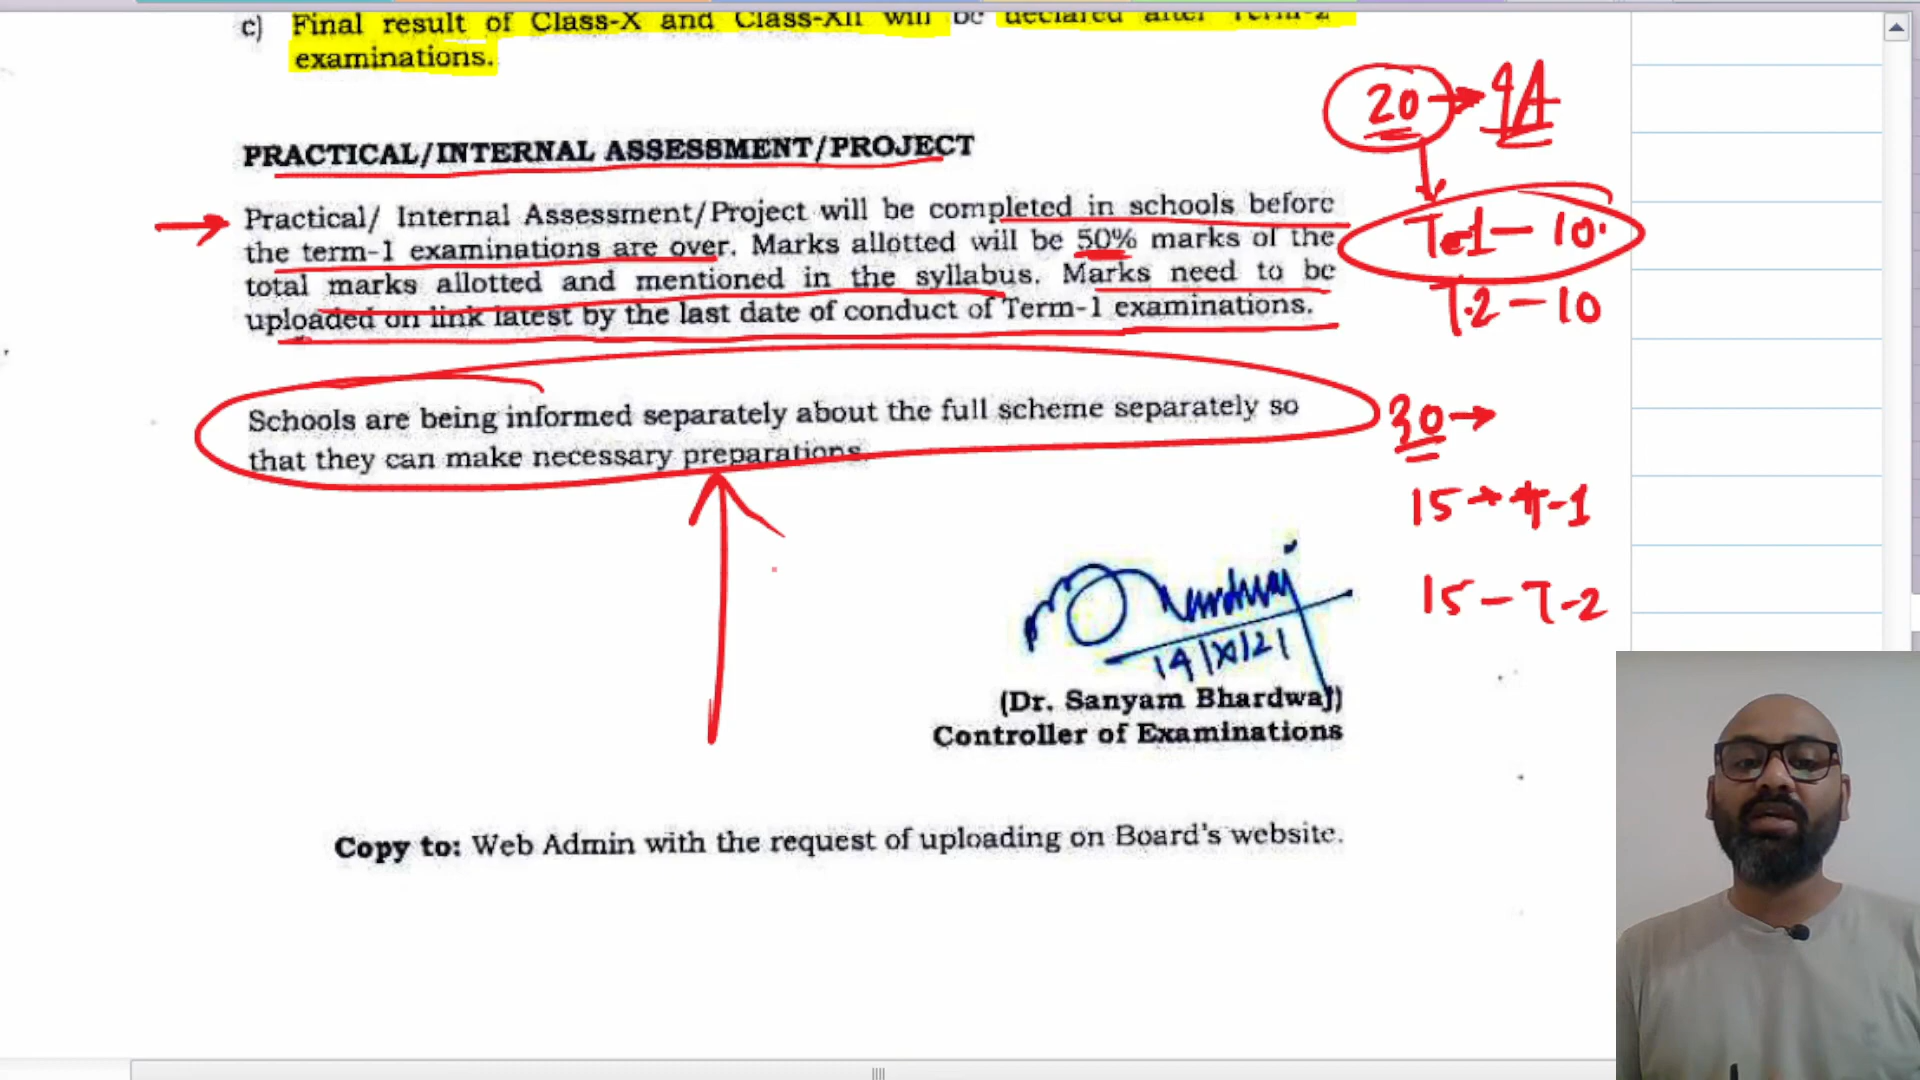 c) Final result of Class-X and Class-XII will be declared after Term-2
examinations.
PRACTICAL/INTERNAL ASSESSMENT/PROJECT
Practical/ Internal Assessment/Project will be completed in schools before
the term-1 examinations are over. Marks allotted will be 50% marks of the
total marks allotted and mentioned in the syllabus. Marks need to be
uploaded on link latest by the last date of conduct of Term-1 examinations.
Schools are being informed separately about the full scheme separately so
that they can make necessary preparations.
(Dr. Sanyam Bhardwaj)
Controller of Examinations
Copy to: Web Admin with the request of uploading on Board's website.
20
T.2 – 10
30
15 → T-1
15 – T-2